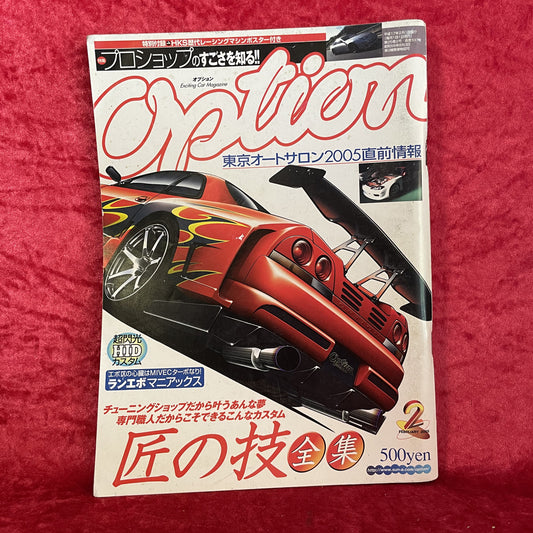 特別付録・HKS歴代レーシングマシンポスター付き
プロショップのすごさを知る!!
オプション
Exciting Car Magazine
option
東京オートサロン2005直前情報
超閃光
HID
カスタム
エボIXの心臓はMIVECターボなり!
ランエボマニアックス
チューニングショップだから叶うあんな夢
専門職人だからこそできるこんなカスタム
匠の技全集
Option
2
FEBRUARY 2005
500yen